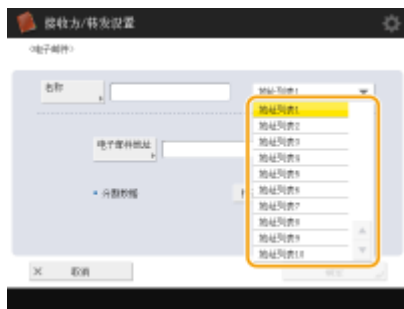 接收方/转发设置
<电子邮件>
名称
地址列表1
地址列表1
地址列表2
地址列表3
地址列表4
地址列表5
地址列表6
地址列表7
地址列表8
地址列表9
地址列表10
电子邮件地址
分割数据
取消
确定